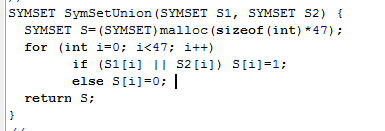 SYMSET SymSetUnion(SYMSET S1, SYMSET S2) {
SYMSET S=(SYMSET)malloc(sizeof(int)*47);
for (int i=0; i<47; i++)
if (S1[i] || S2[i]) S[i]=1;
else S[i]=0;
return S;
}